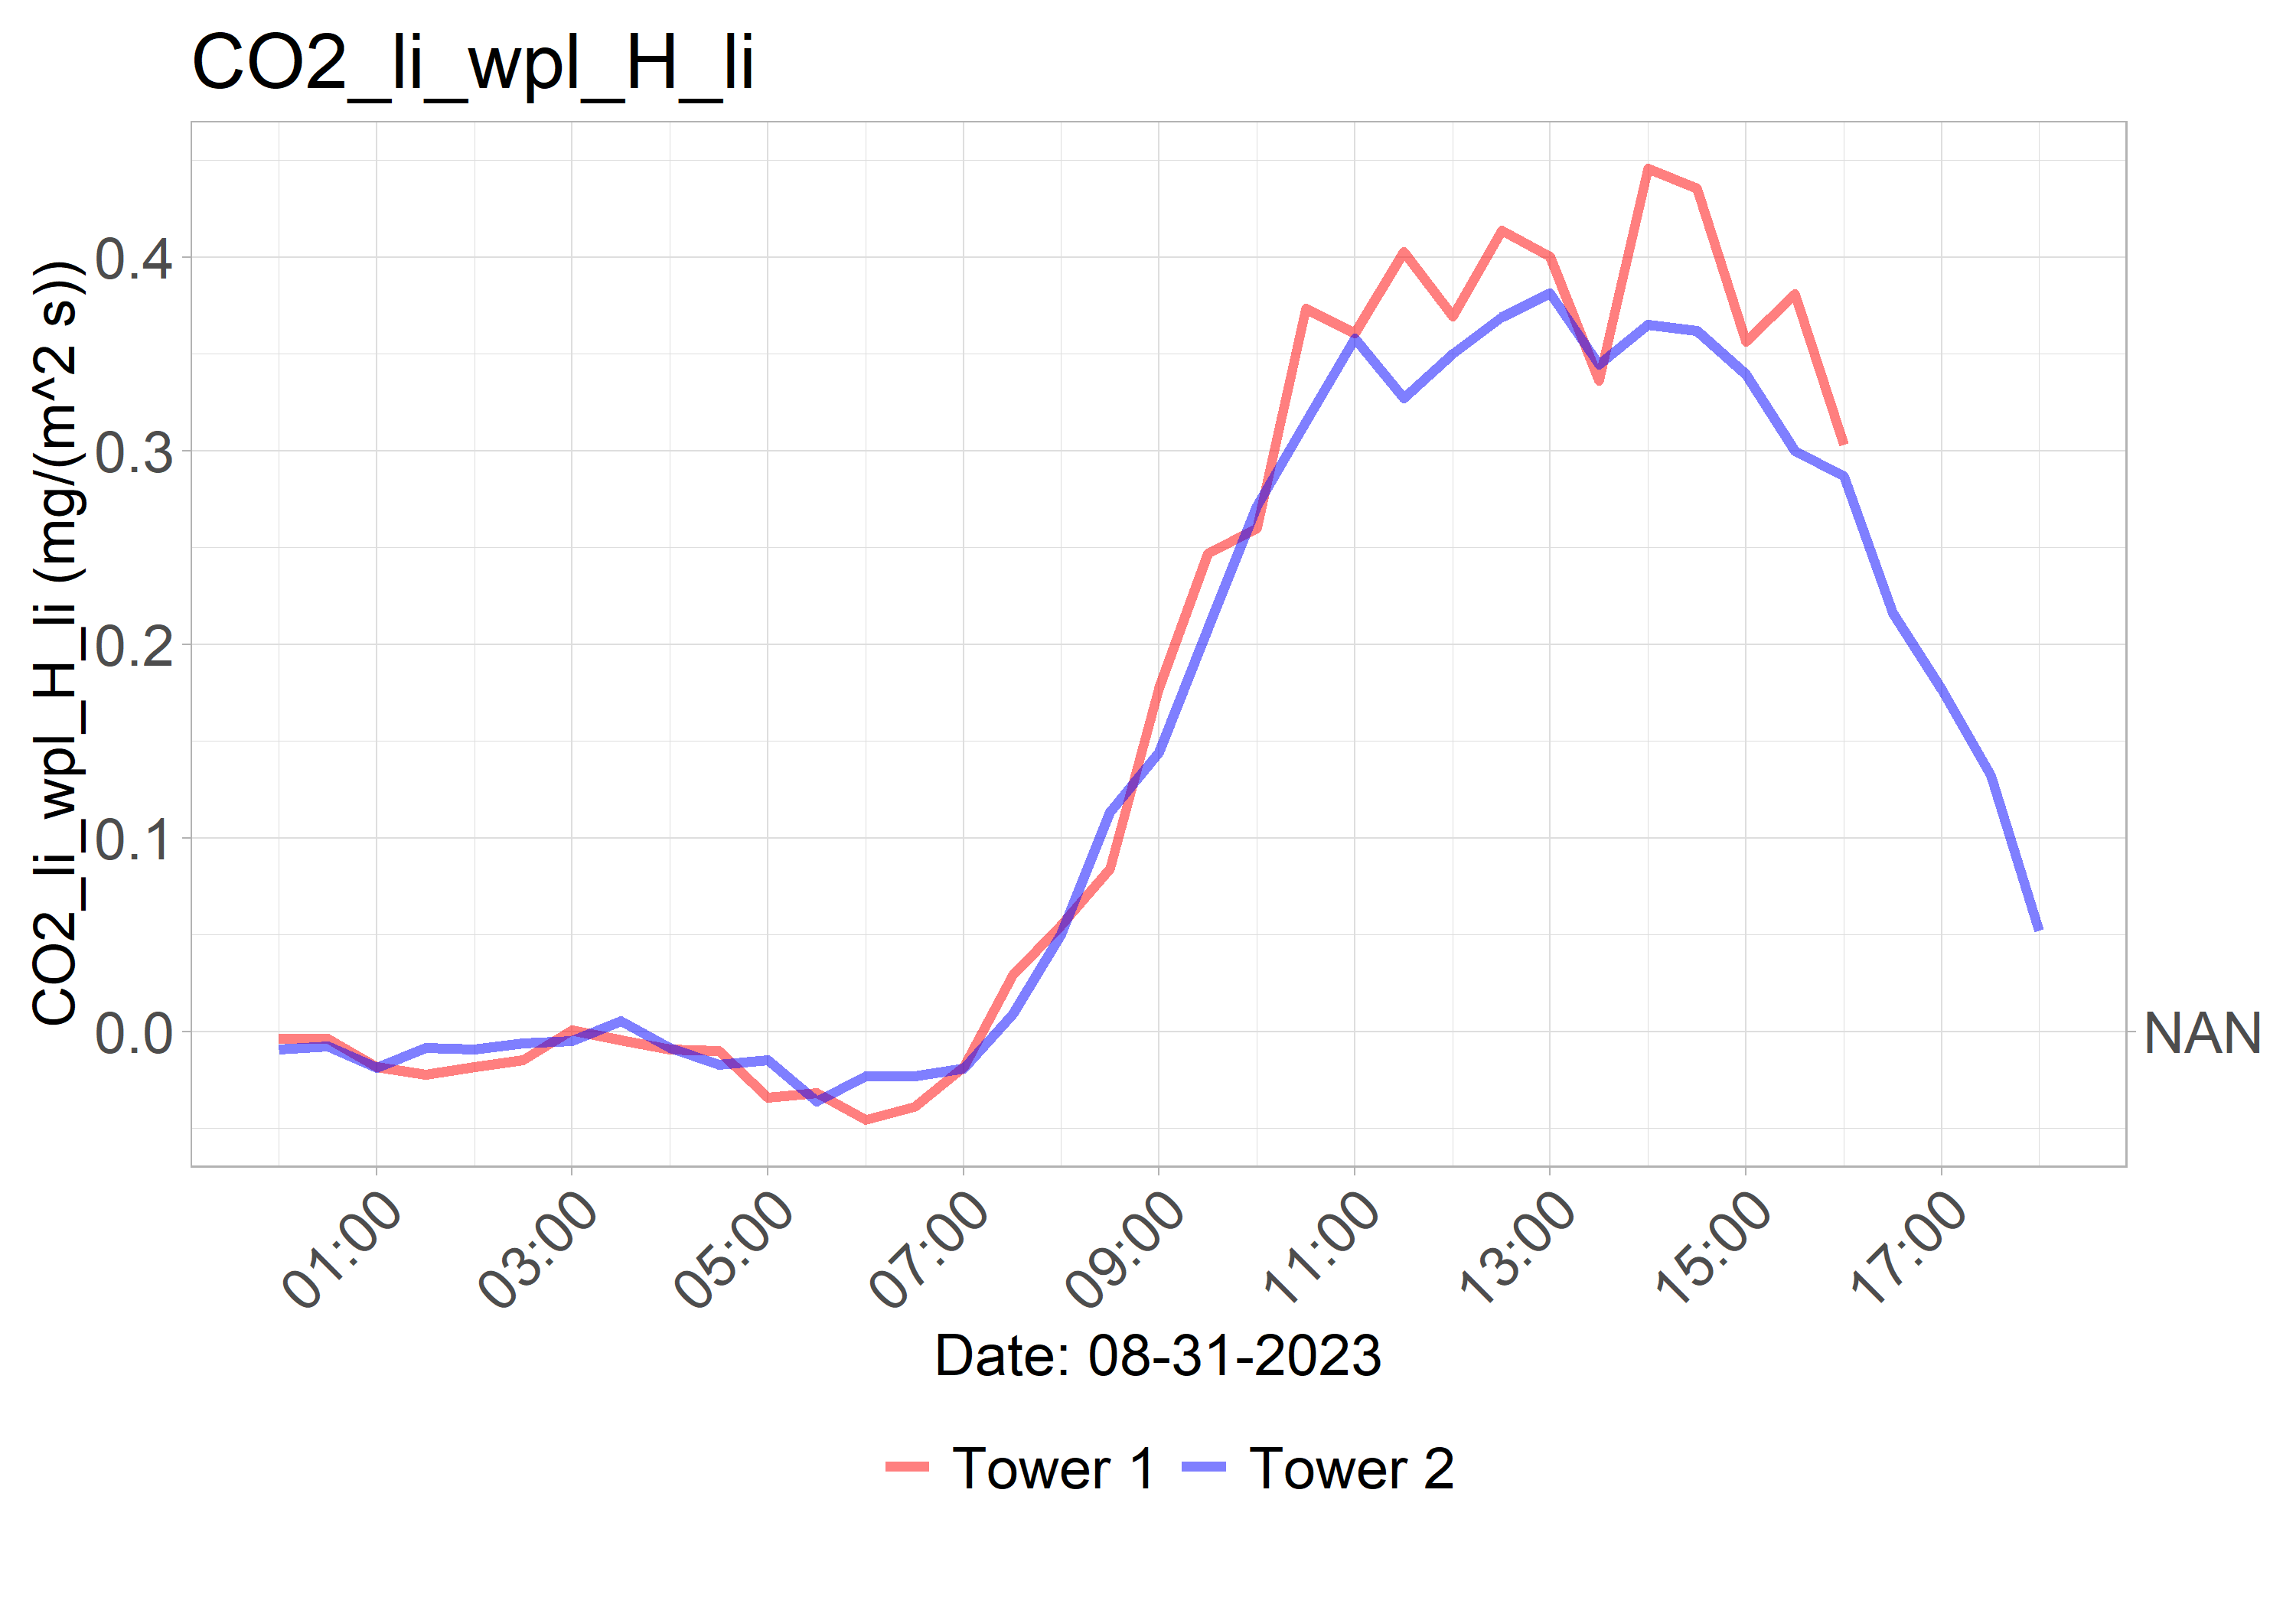 CO2_li_wpl_H_li
CO2_li_wpl_H_li (mg/(m^2 s))
0.4
0.3
0.2
0.1
0.0
NAN
01:00 03:00 05:00 07:00 09:00 11:00 13:00 15:00 17:00
Date: 08-31-2023
Tower 1 Tower 2